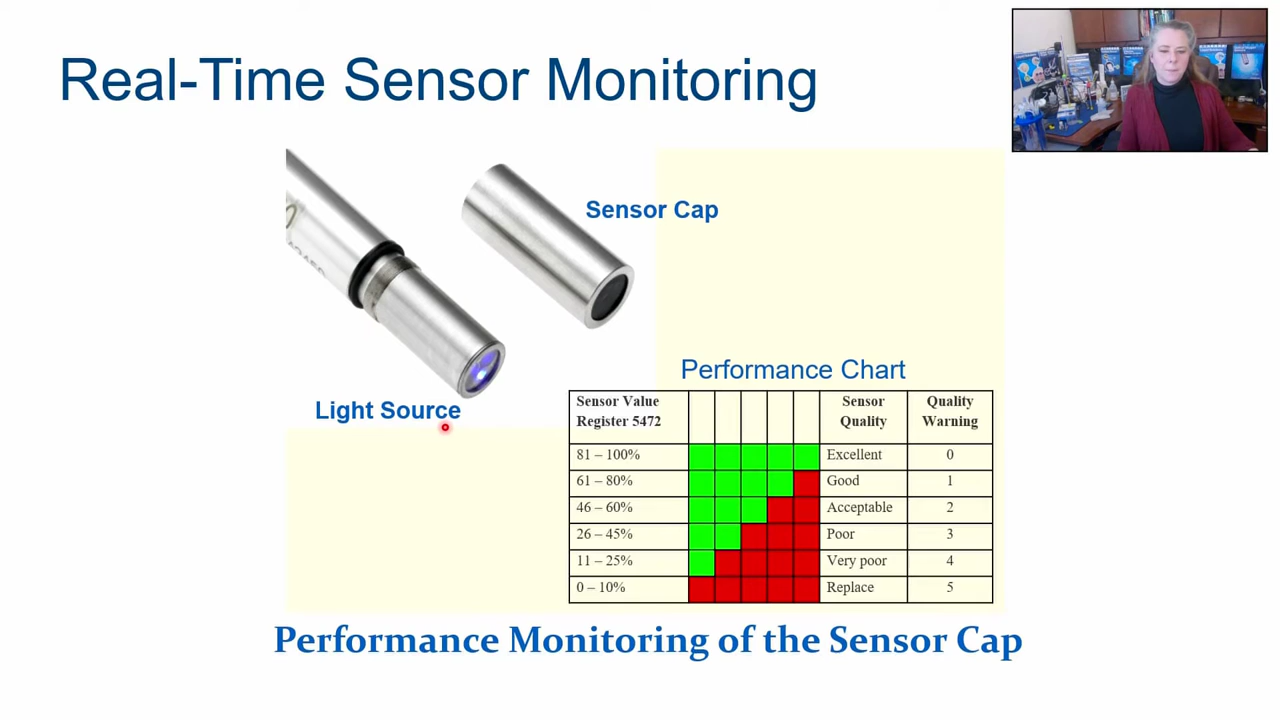 Real-Time Sensor Monitoring
Sensor Cap
Light Source
Performance Chart
Sensor Value Sensor Quality
Register 5472 Quality Warning
81 – 100% Excellent 0
61 – 80% Good 1
46 – 60% Acceptable 2
26 – 45% Poor 3
11 – 25% Very poor 4
0 – 10% Replace 5
Performance Monitoring of the Sensor Cap